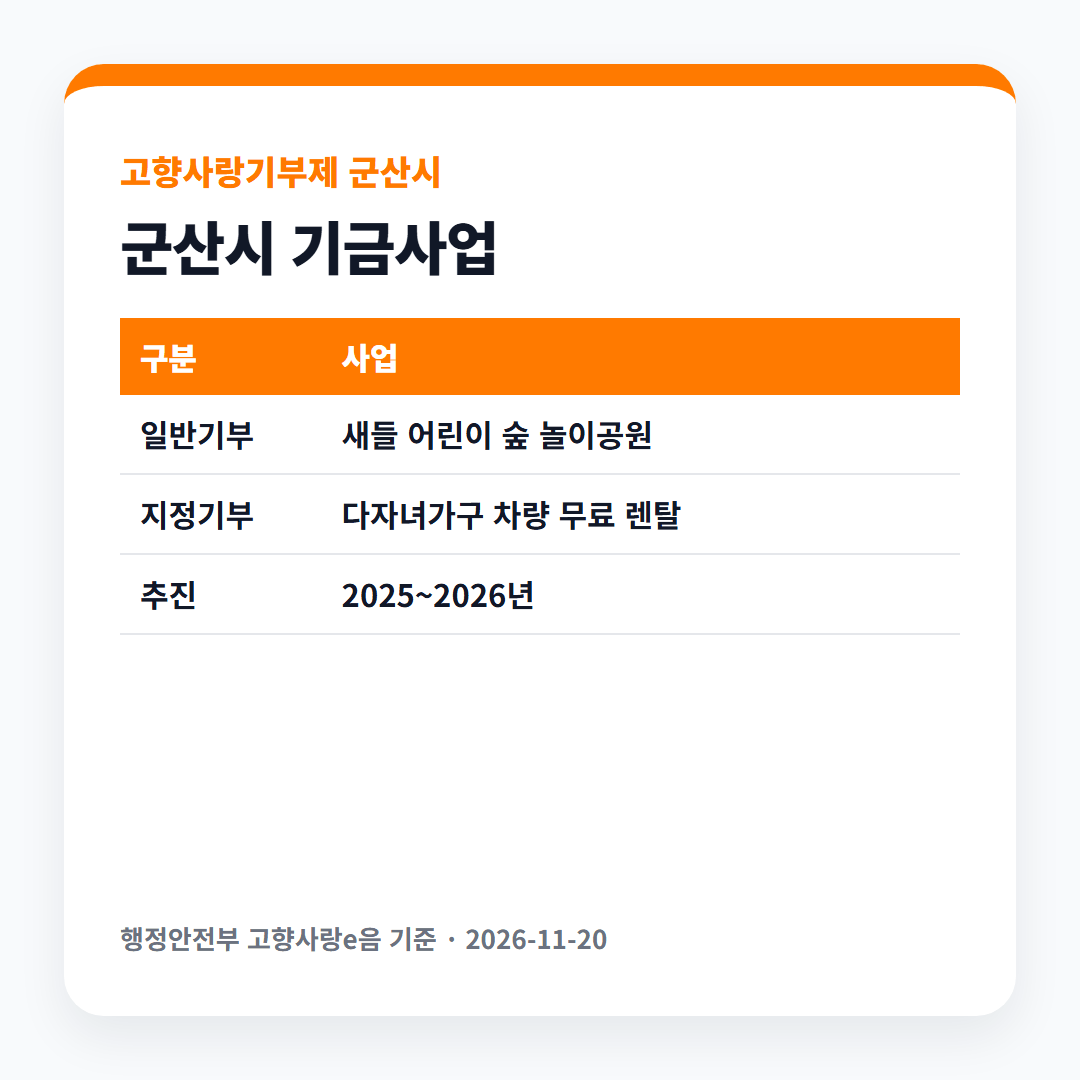 고향사랑기부제 군산시
군산시 기금사업
구분 사업
일반기부 새들 어린이 숲 놀이공원
지정기부 다자녀가구 차량 무료 렌탈
추진 2025~2026년
행정안전부 고향사랑e음 기준 · 2026-11-20